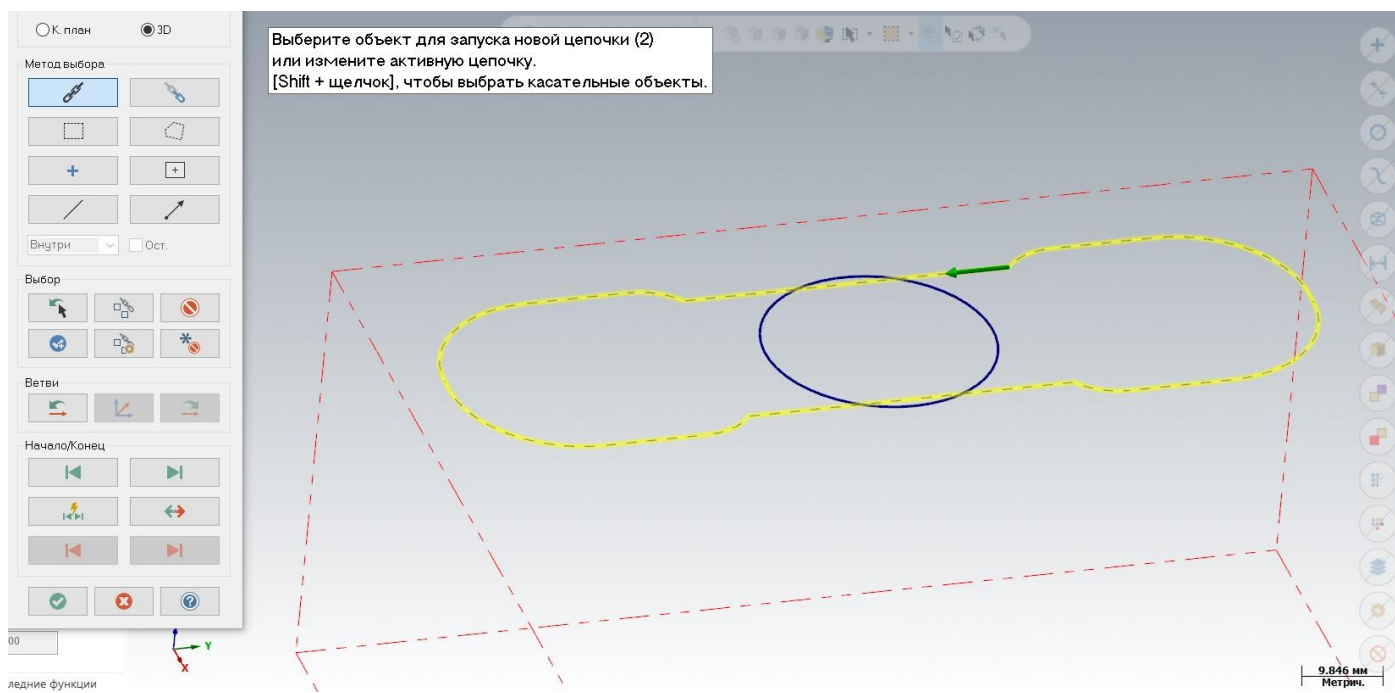 К. план
3D
Выберите объект для запуска новой цепочки (2)
или измените активную цепочку.
[Shift + щелчок], чтобы выбрать касательные объекты.
Метод выбора
Внутри
Ост.
Выбор
Ветви
Начало/Конец
00
Y
X
ледние функции
9.846 мм
Метрич.